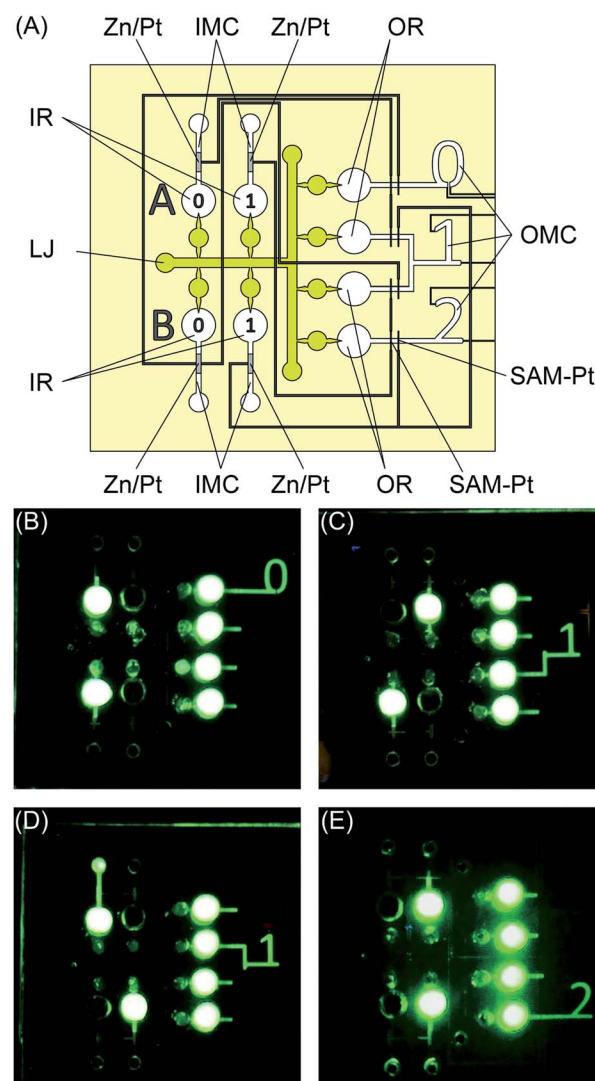 (A)
Zn/Pt IMC Zn/Pt OR
IR
A 0 1 0
1 OMC
LJ
B 0 1 2
IR
SAM-Pt
Zn/Pt IMC Zn/Pt OR SAM-Pt
(B) 0
(C) 1
(D) 1
(E) 2